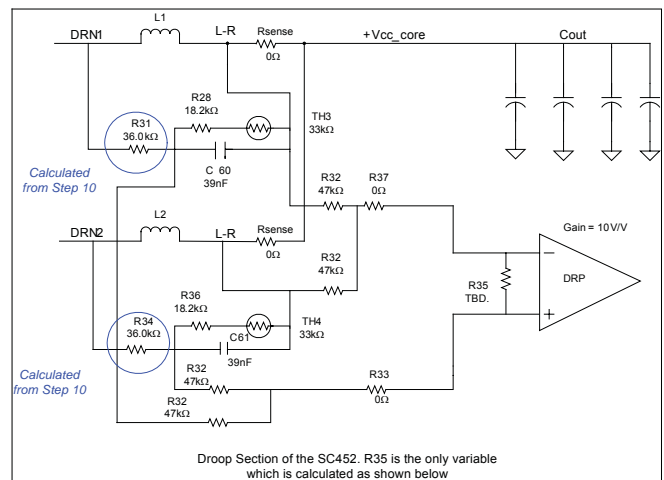 L1
DRN1
L-R
Rsense
0Ω
+Vcc_core
Cout
R28
18.2kΩ
TH3
33kΩ
R31
36.0kΩ
C 60
39nF
Calculated
from Step 10
R32
47kΩ
R37
0Ω
L2
DRN2
L-R
Rsense
0Ω
R32
47kΩ
Gain = 10V/V
DRP
R35
TBD.
R36
18.2kΩ
TH4
33kΩ
R34
36.0kΩ
C61
39nF
Calculated
from Step 10
R32
47kΩ
R33
0Ω
R32
47kΩ
Droop Section of the SC452. R35 is the only variable
which is calculated as shown below